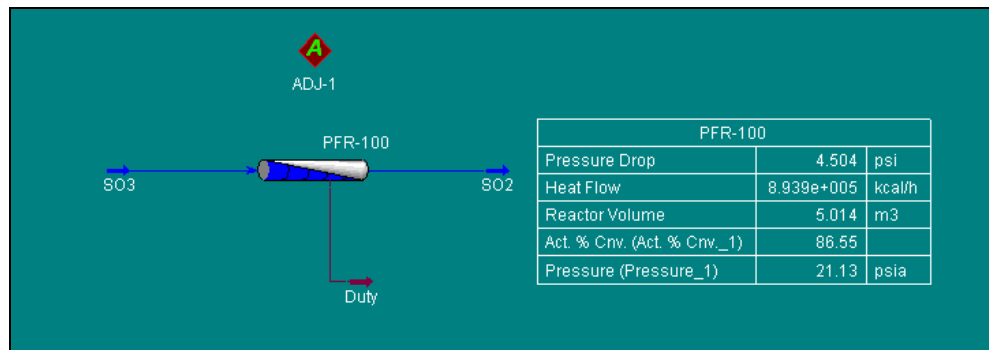 A
ADJ-1
PFR-100
SO3
SO2
Duty
PFR-100
Pressure Drop 4.504 psi
Heat Flow 8.939e+005 kcal/h
Reactor Volume 5.014 m3
Act. % Cnv. (Act. % Cnv._1) 86.55
Pressure (Pressure_1) 21.13 psia